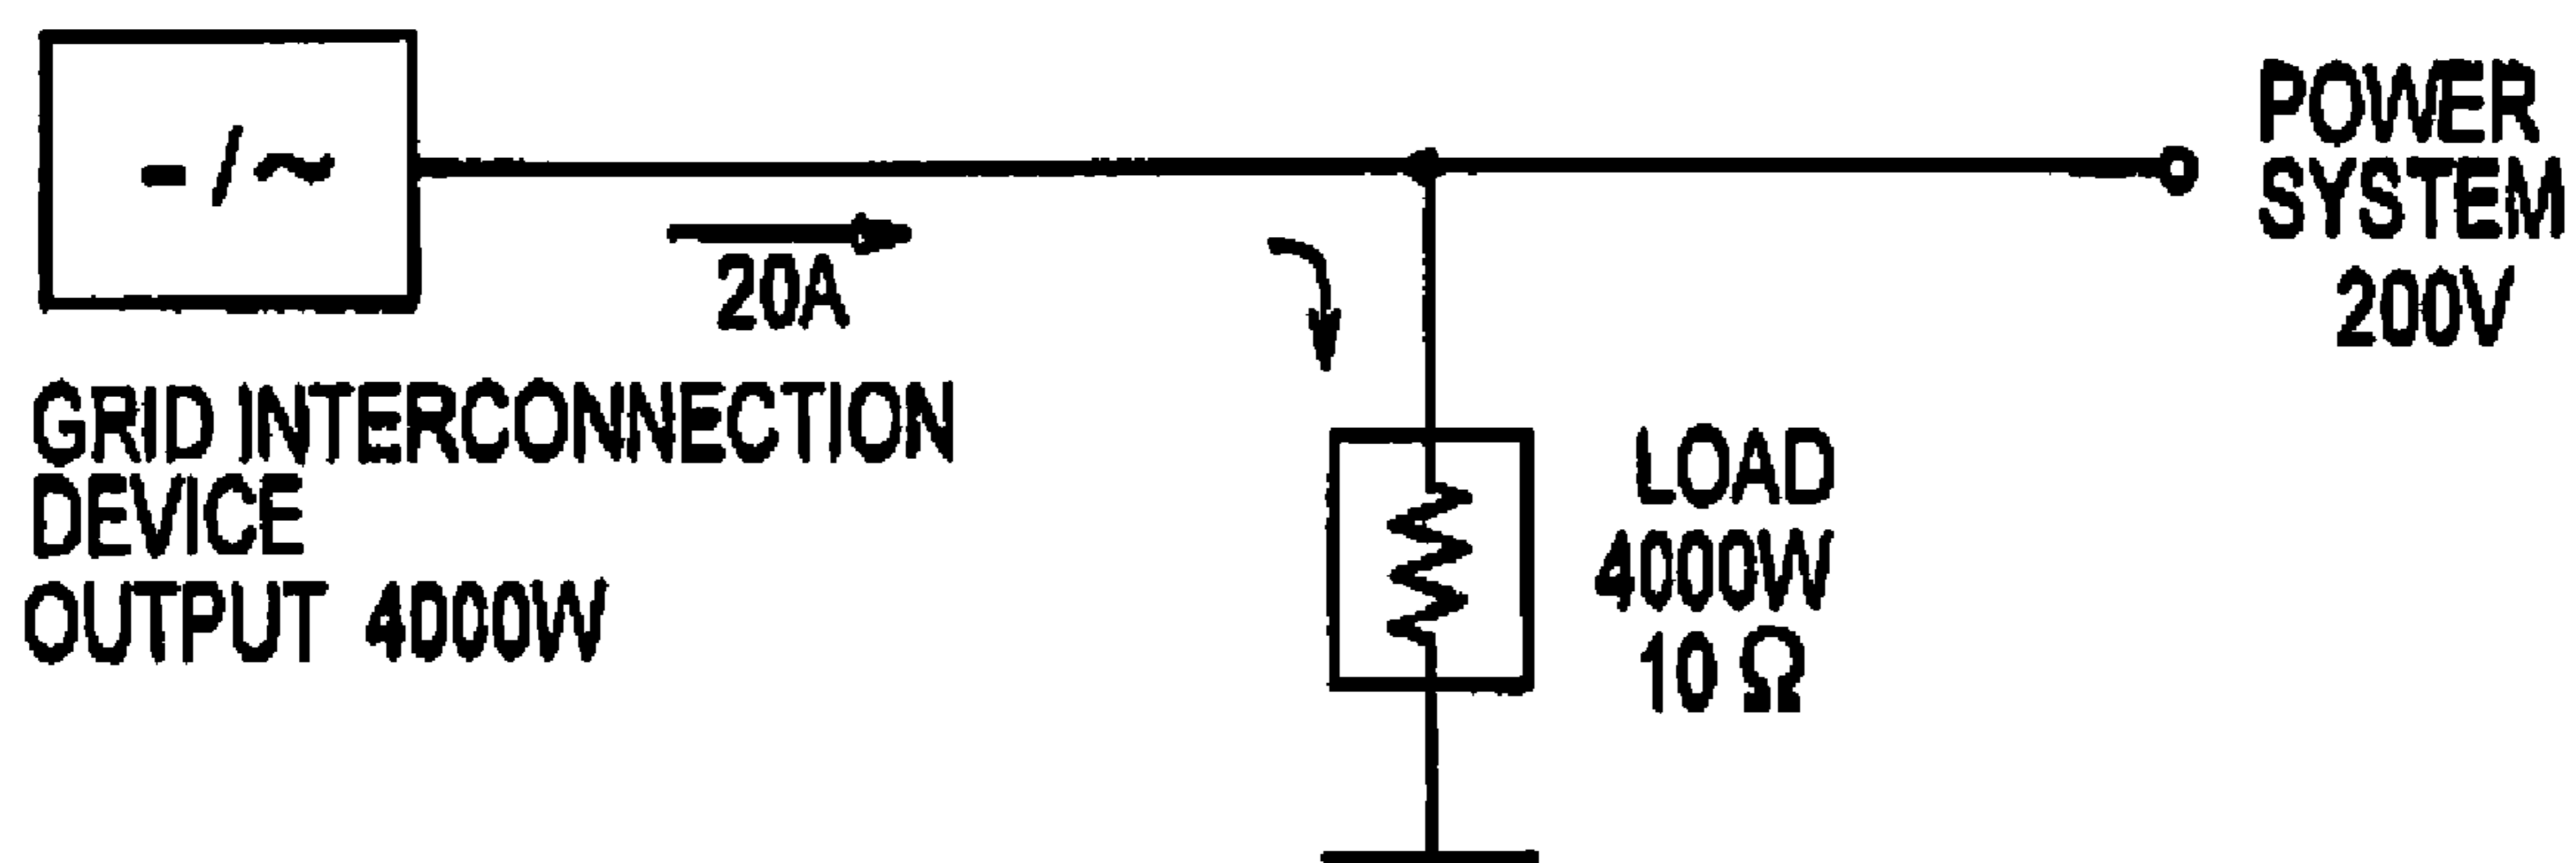 -/~
20A
GRID INTERCONNECTION
DEVICE
OUTPUT 4000W
LOAD
4000W
10 Ω
POWER
SYSTEM
200V